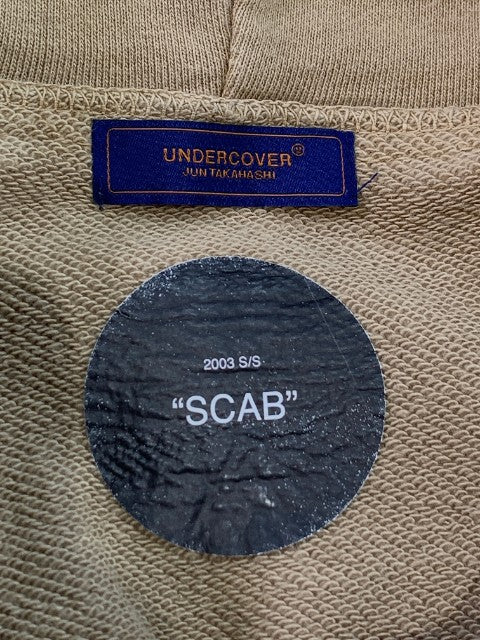 UNDERCOVER
JUN TAKAHASHI
2003 S/S
“SCAB”